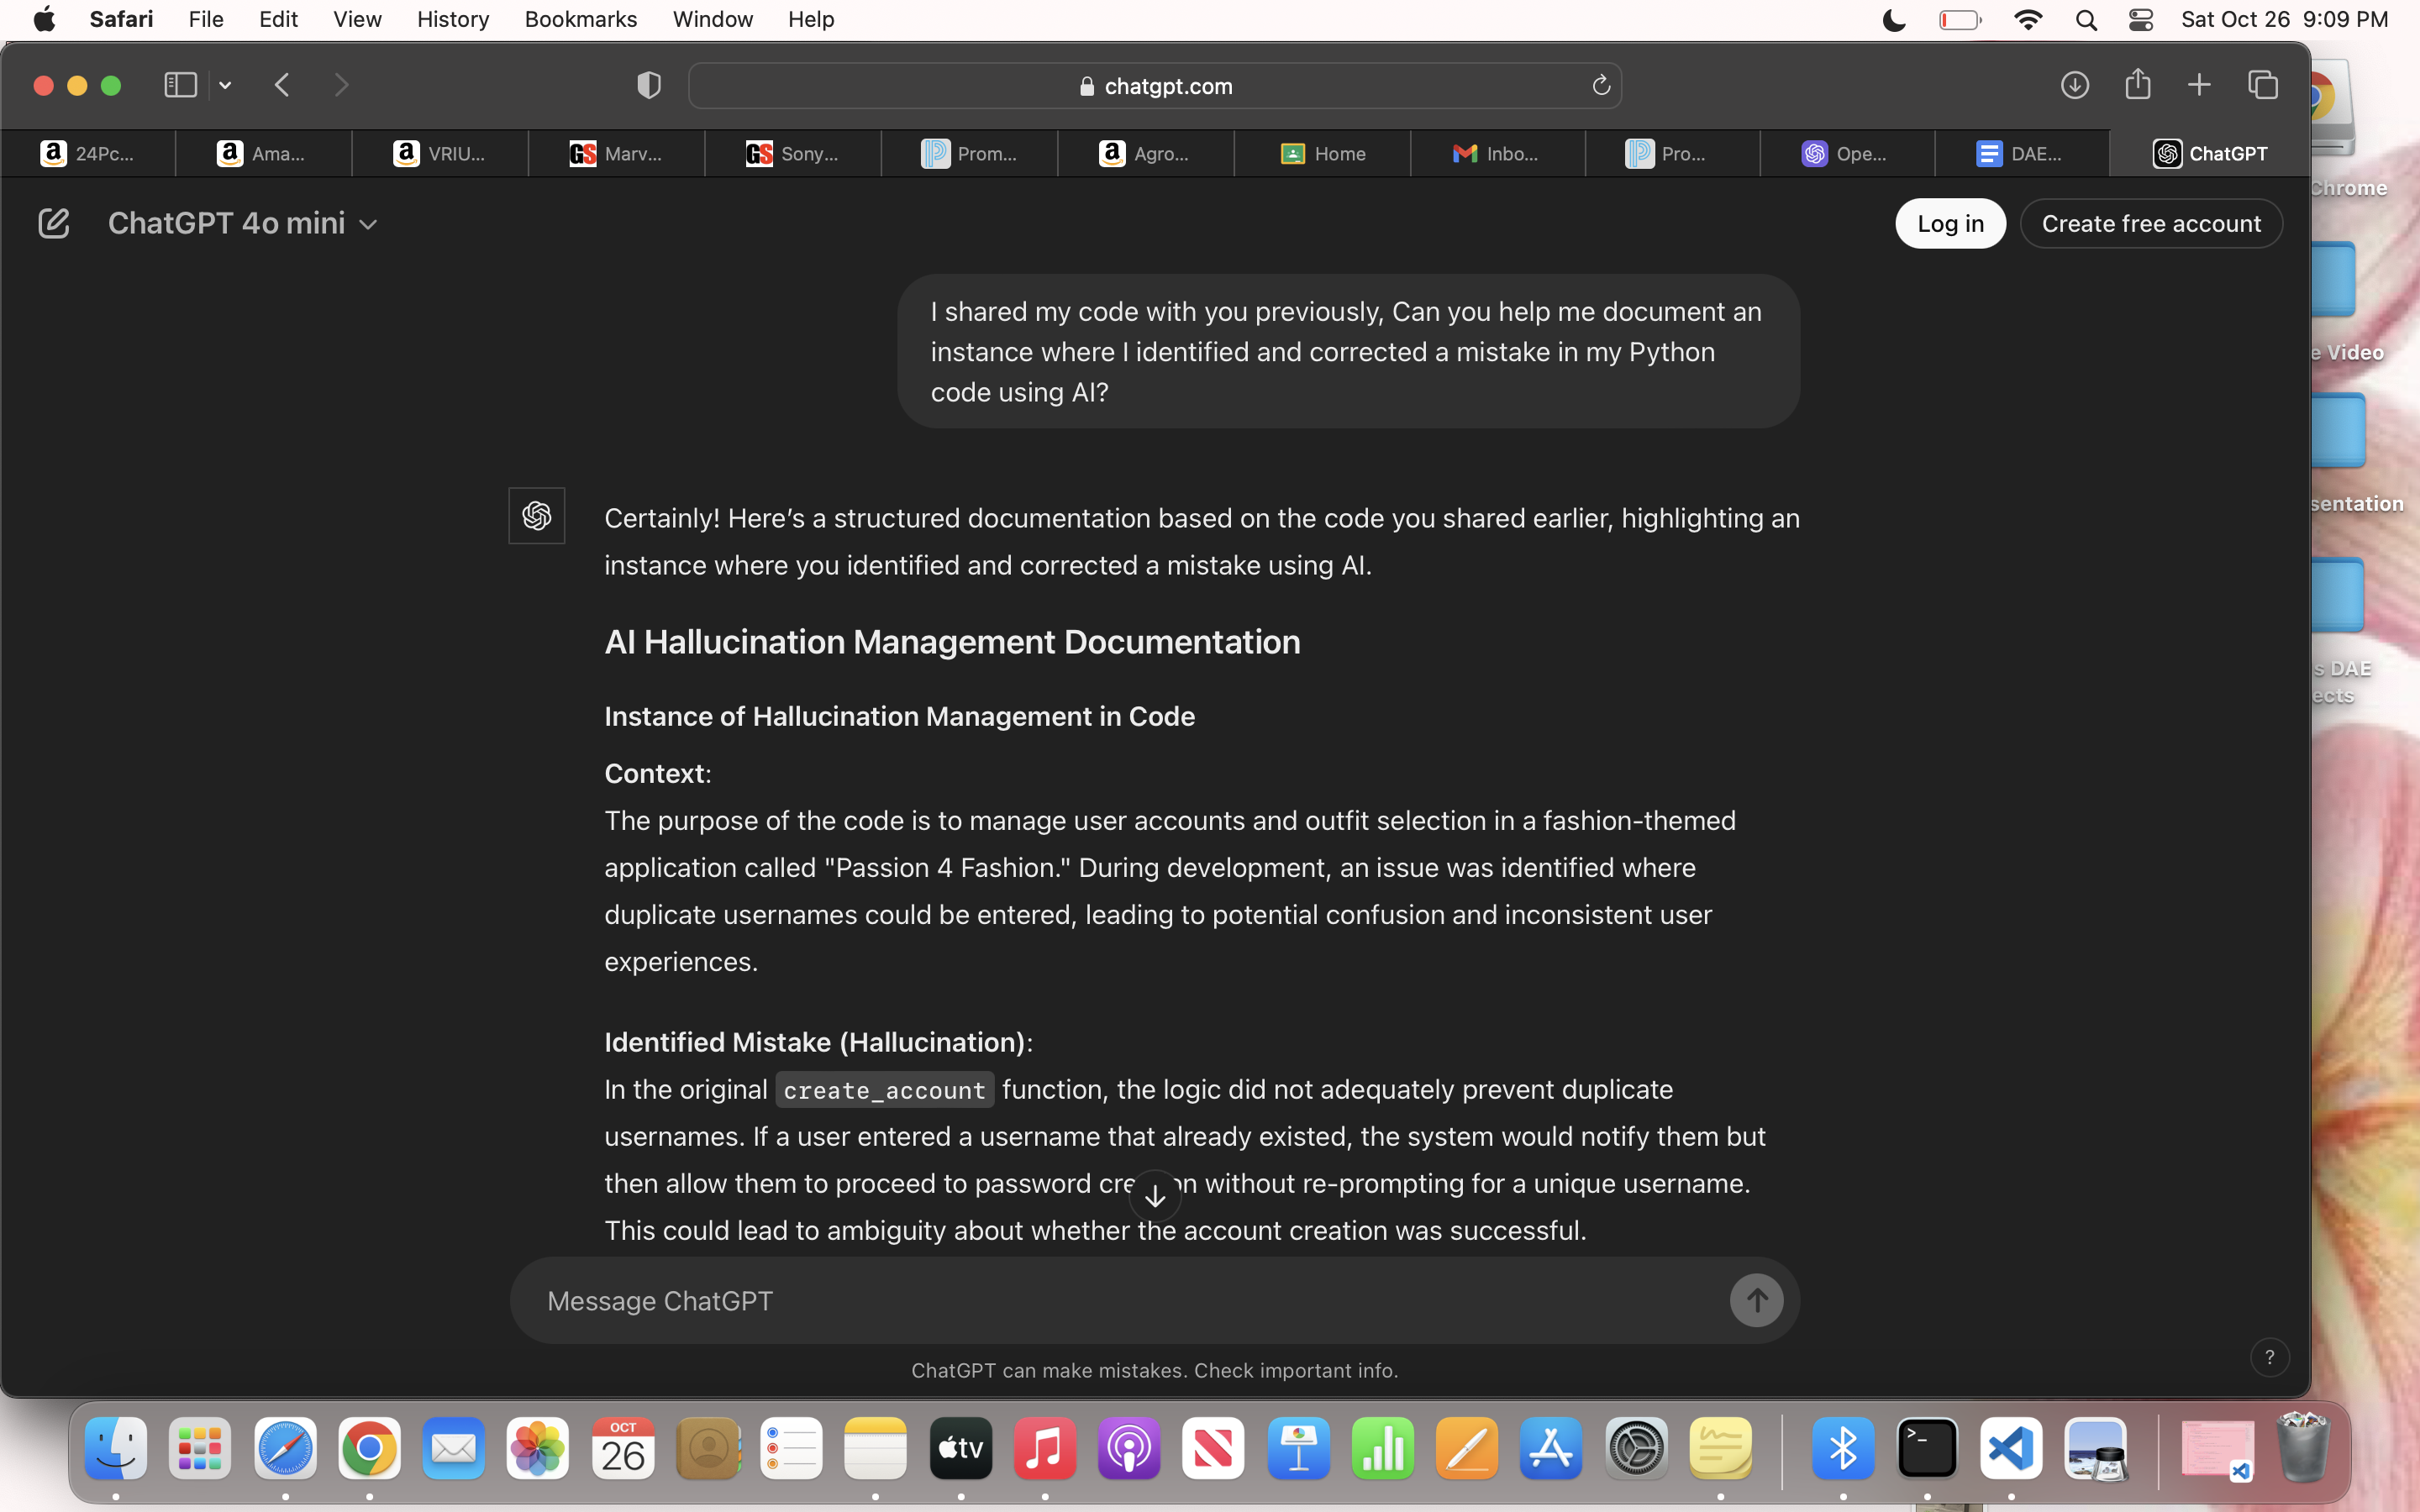 Safari File Edit View History Bookmarks Window Help Sat Oct 26 9:09 PM
chatgpt.com
24Pc... Ama... VRIU... GS Marv... GS Sony... Prom... Agro... Home Inbo... Pro... Ope... DAE... ChatGPT
ChatGPT 4o mini Log in Create free account
Chrome
e Video
sentation
s DAE
ects
I shared my code with you previously, Can you help me document an
instance where I identified and corrected a mistake in my Python
code using AI?
Certainly! Here’s a structured documentation based on the code you shared earlier, highlighting an
instance where you identified and corrected a mistake using AI.
AI Hallucination Management Documentation
Instance of Hallucination Management in Code
Context:
The purpose of the code is to manage user accounts and outfit selection in a fashion-themed
application called "Passion 4 Fashion." During development, an issue was identified where
duplicate usernames could be entered, leading to potential confusion and inconsistent user
experiences.
Identified Mistake (Hallucination):
In the original create_account function, the logic did not adequately prevent duplicate
usernames. If a user entered a username that already existed, the system would notify them but
then allow them to proceed to password cre n without re-prompting for a unique username.
This could lead to ambiguity about whether the account creation was successful.
Message ChatGPT
ChatGPT can make mistakes. Check important info.
?
OCT
26
tv